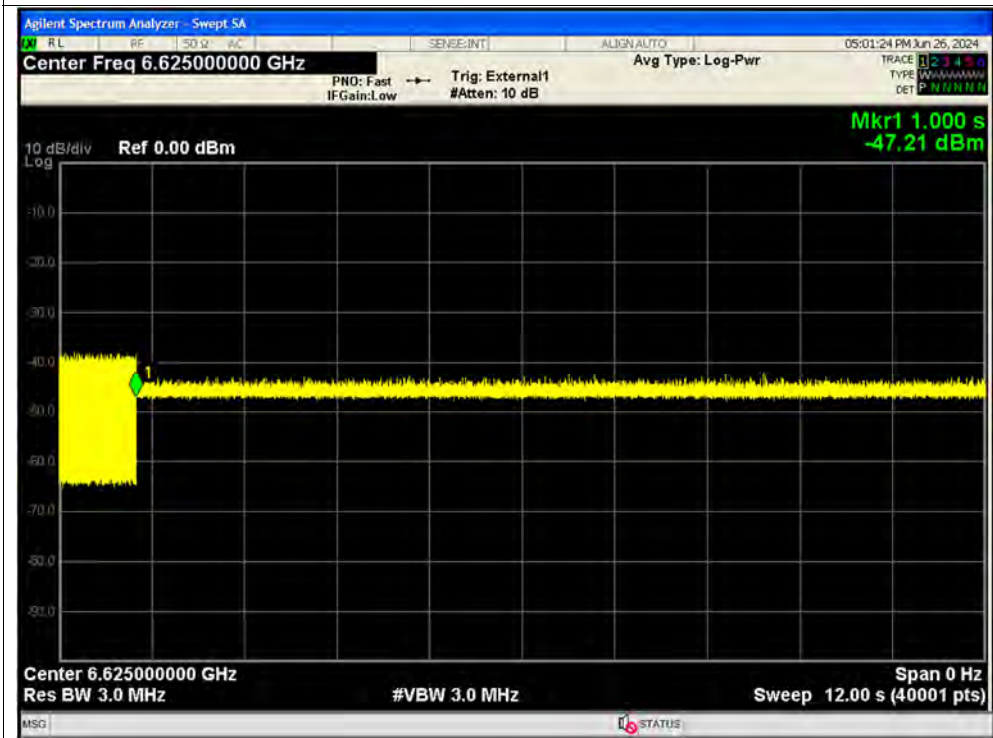 Agilent Spectrum Analyzer - Swept SA
RL RF 50 Ω AC SENSE:INT ALIGN AUTO 05:01:24 PM Jun 26, 2024
Center Freq 6.625000000 GHz
PNO: Fast
IFGain:Low
Trig: External1
#Atten: 10 dB
Avg Type: Log-Pwr
TRACE 1 2 3 4 5 6
TYPE
DET P N N N N N
Mkr1 1.000 s
-47.21 dBm
10 dB/div Ref 0.00 dBm
Log
-10.0
-20.0
-30.0
-40.0
1
-50.0
-60.0
-70.0
-80.0
-90.0
Center 6.625000000 GHz Span 0 Hz
Res BW 3.0 MHz #VBW 3.0 MHz Sweep 12.00 s (40001 pts)
MSG STATUS